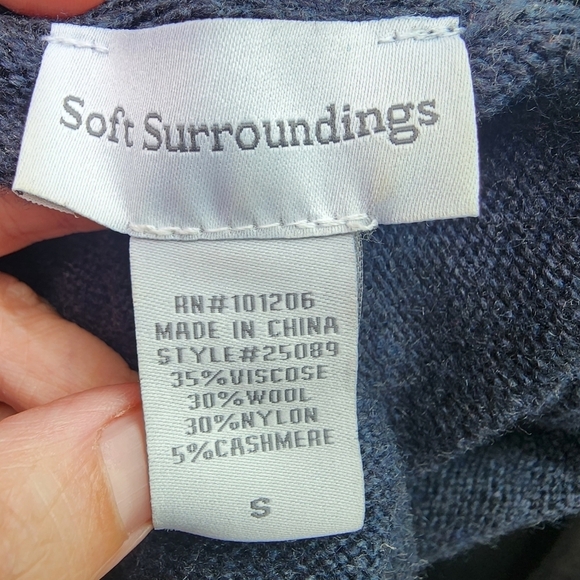 Soft Surroundings
RN#101206
MADE IN CHINA
STYLE#25089
35%VISCOSE
30%WOOL
30%NYLON
5%CASHMERE
S